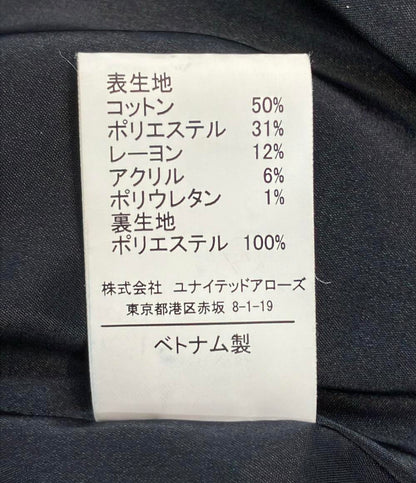 表生地
コットン 50%
ポリエステル 31%
レーヨン 12%
アクリル 6%
ポリウレタン 1%
裏生地
ポリエステル 100%
株式会社 ユナイテッドアローズ
東京都港区赤坂 8-1-19
ベトナム製